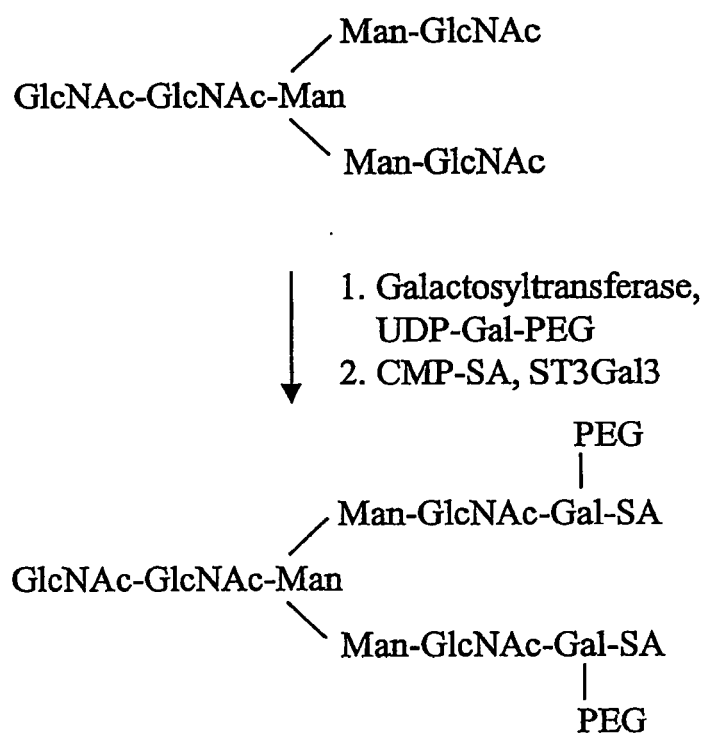 Man-GlcNAc
GlcNAc-GlcNAc-Man
Man-GlcNAc
1. Galactosyltransferase,
UDP-Gal-PEG
2. CMP-SA, ST3Gal3
PEG
Man-GlcNAc-Gal-SA
GlcNAc-GlcNAc-Man
Man-GlcNAc-Gal-SA
PEG